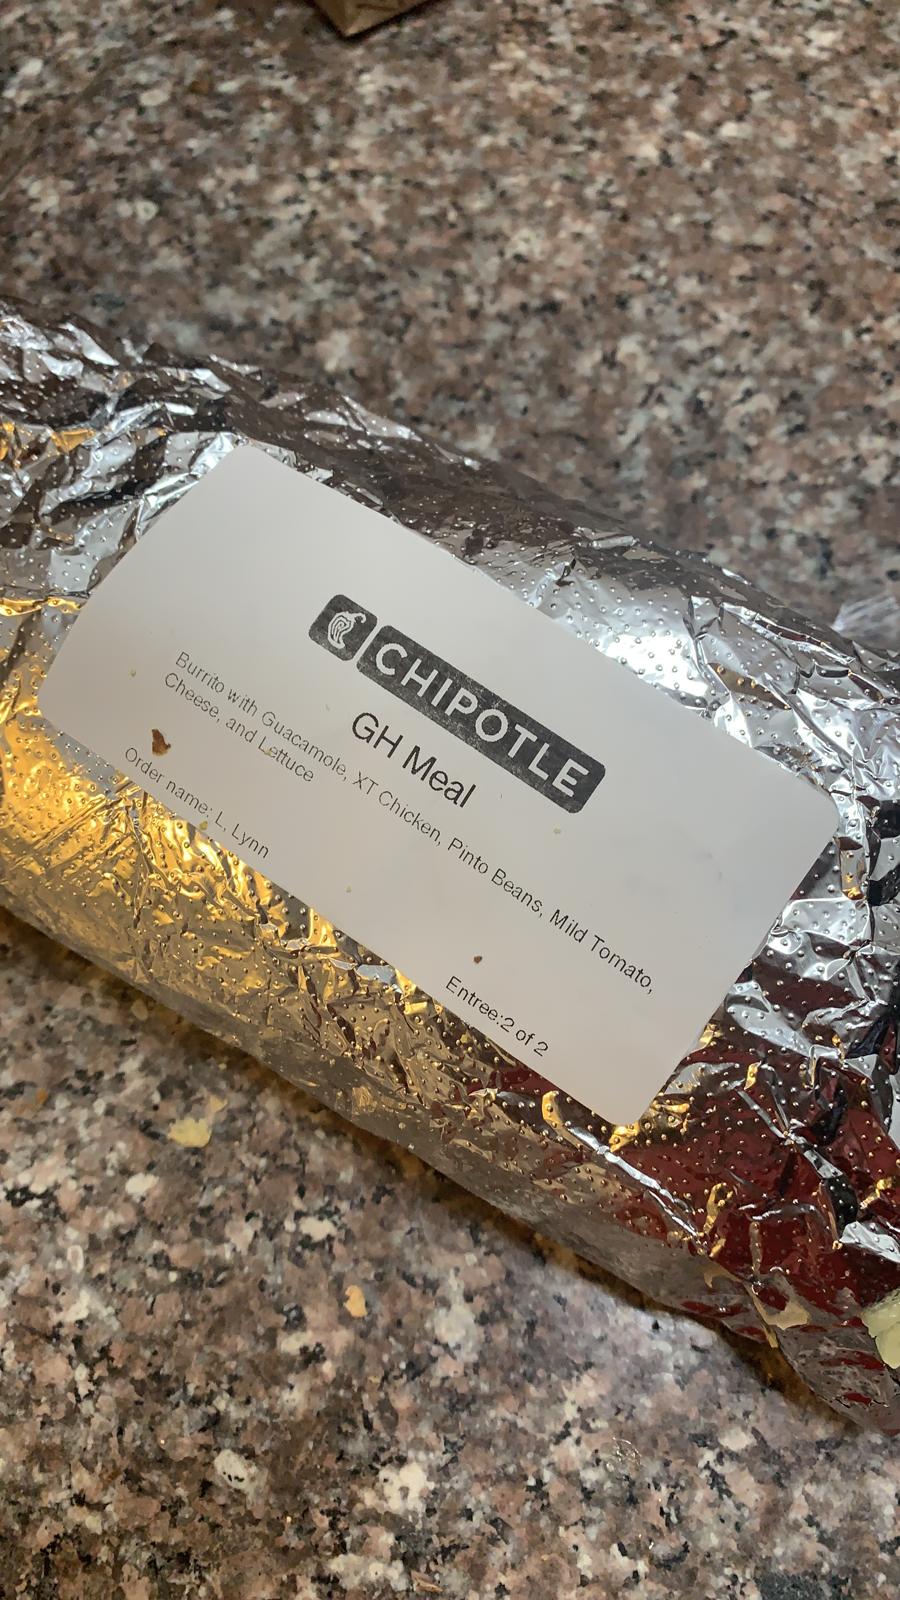 CHIPOTLE
GH Meal
Burrito with Guacamole, XT Chicken, Pinto Beans, Mild Tomato,
Cheese, and Lettuce
Order name: L, Lynn
Entree:2 of 2